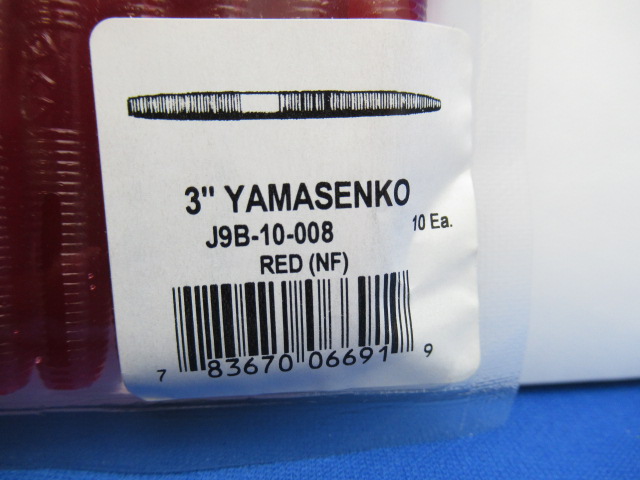 3" YAMASENKO
J9B-10-008 10 Ea.
RED (NF)
7 83670 06691 9